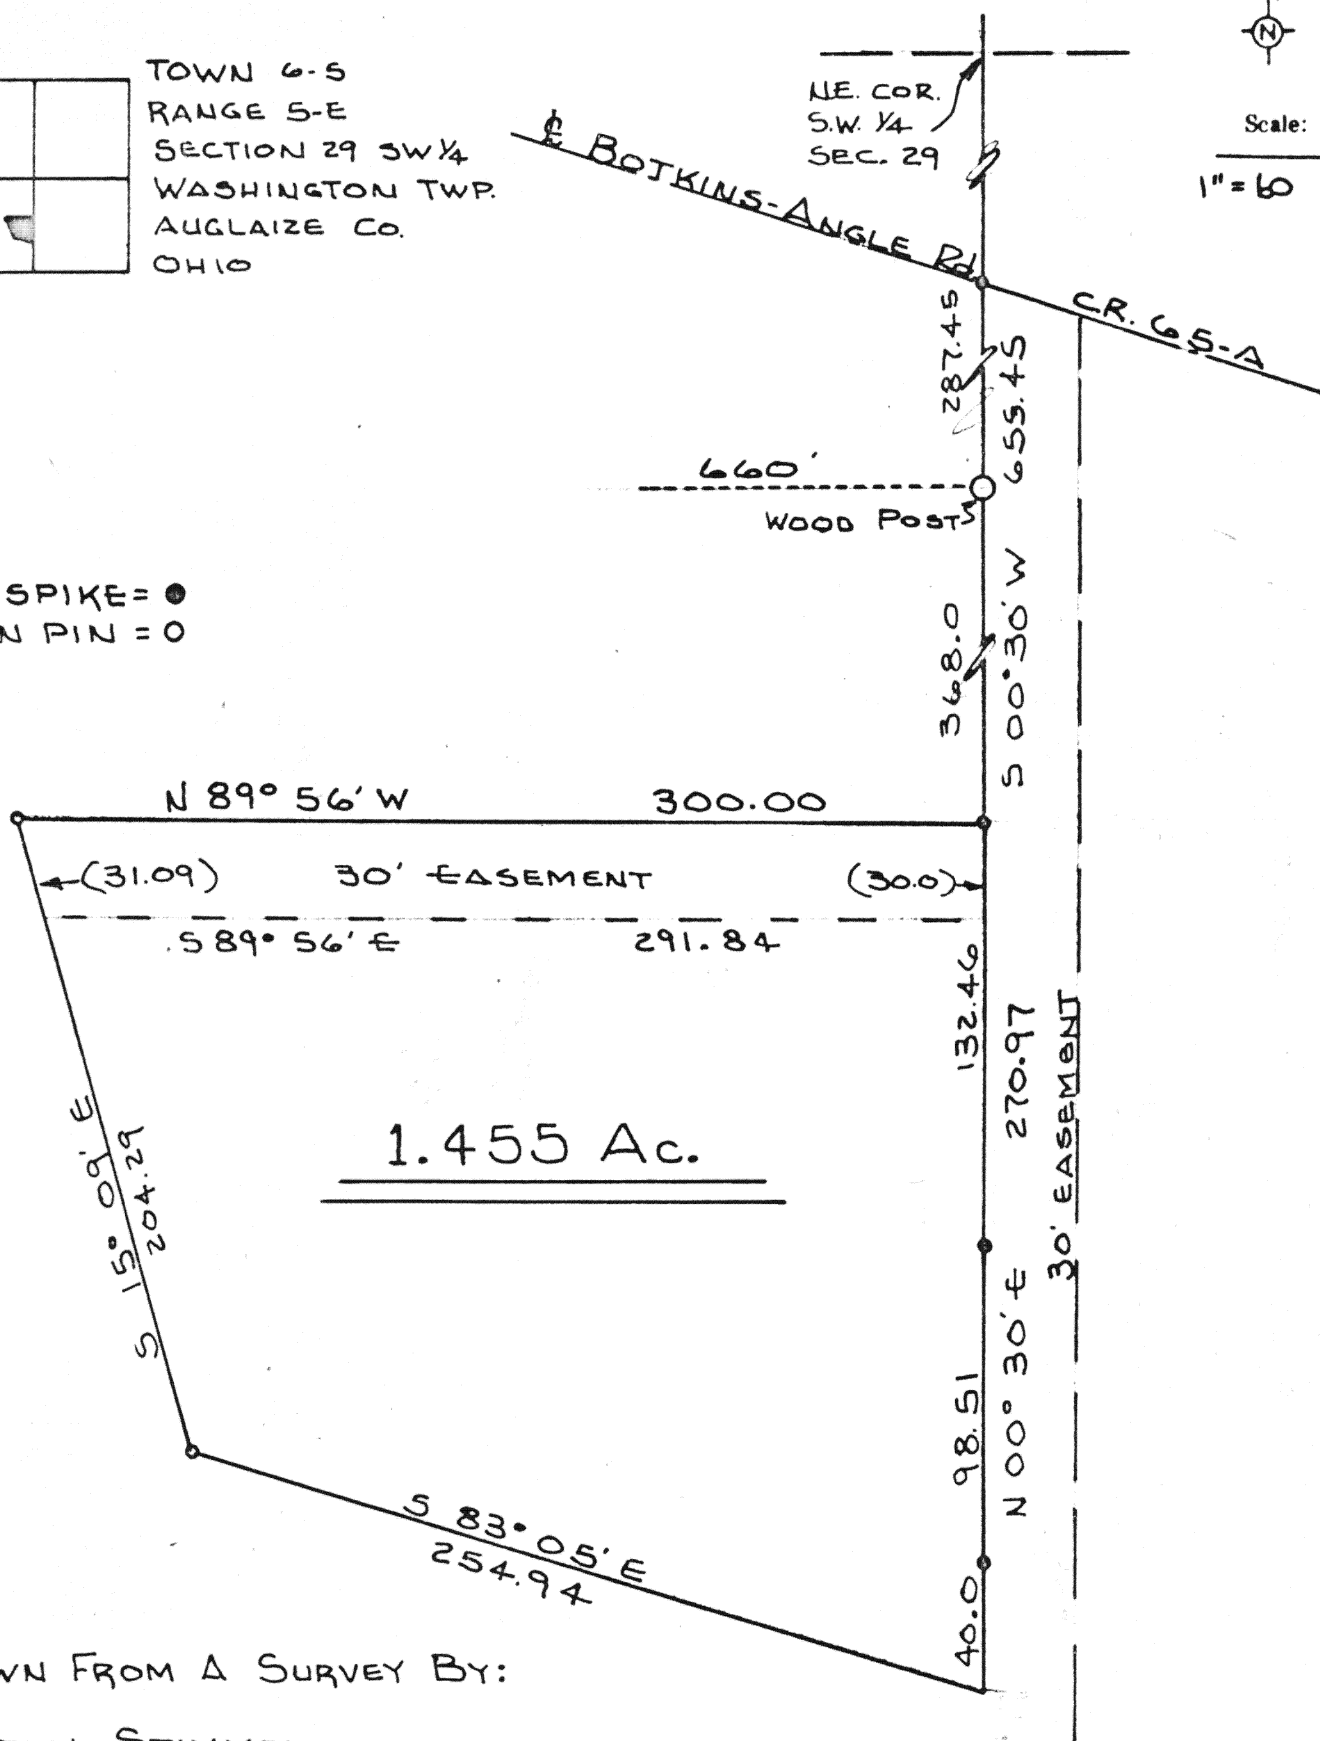 TOWN 6-S
RANGE 5-E
SECTION 29 SW 1/4
WASHINGTON TWP.
AUGLAIZE CO.
OHIO
℄ BOTKINS-ANGLE Rd.
C.R. 65-A
N.E. COR.
S.W. 1/4
SEC. 29
N
Scale:
1" = 60
287.45
655.45
660'
WOOD POST
SPIKE = ●
N PIN = O
368.0
S 00° 30' W
N 89° 56' W 300.00
(31.09) 30' EASEMENT (30.0)
S 89° 56' E 291.84
132.46
270.97
30' EASEMENT
1.455 Ac.
S 15° 09' E
204.29
N 00° 30' E
98.51
S 83° 05' E
254.94
40.0
WN FROM A SURVEY BY: